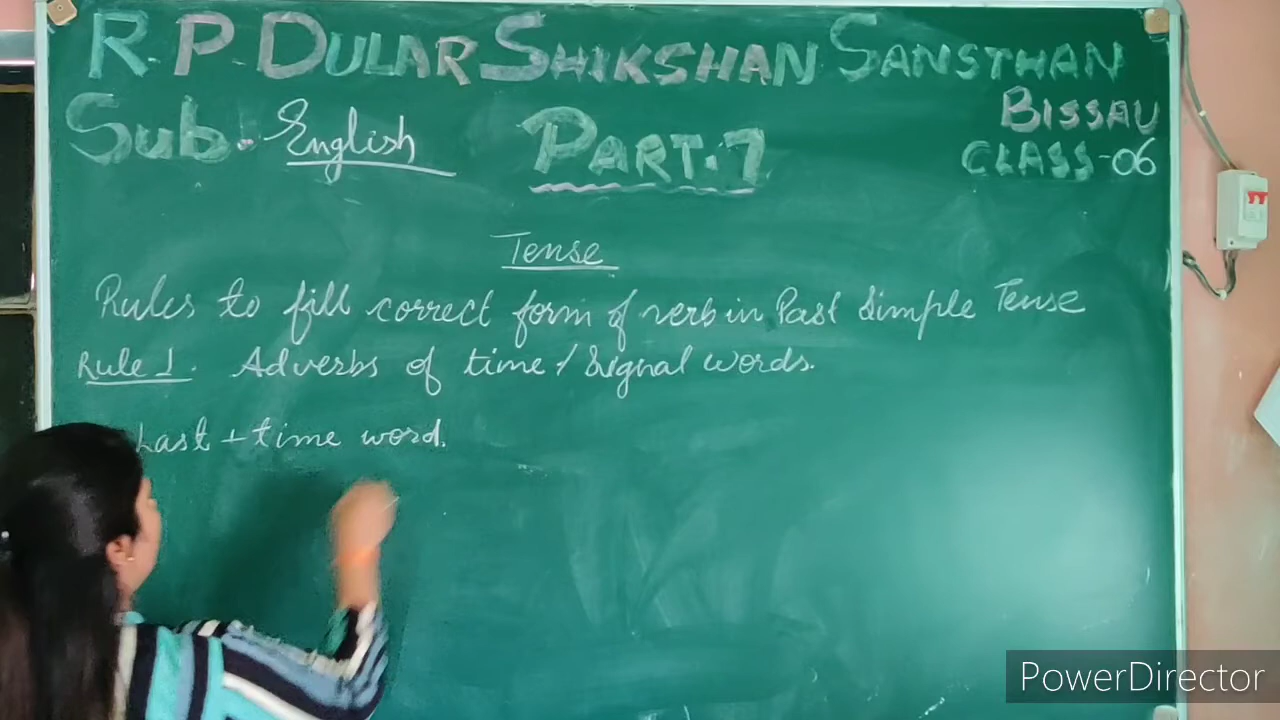 R.P. DULAR SHIKSHAN SANSTHAN
BISSAU
Sub. English PART.7 CLASS-06
Tense
Rules to fill correct form of verb in Past Simple Tense
Rule 1. Adverbs of time / Signal words.
Last + time word.
PowerDirector